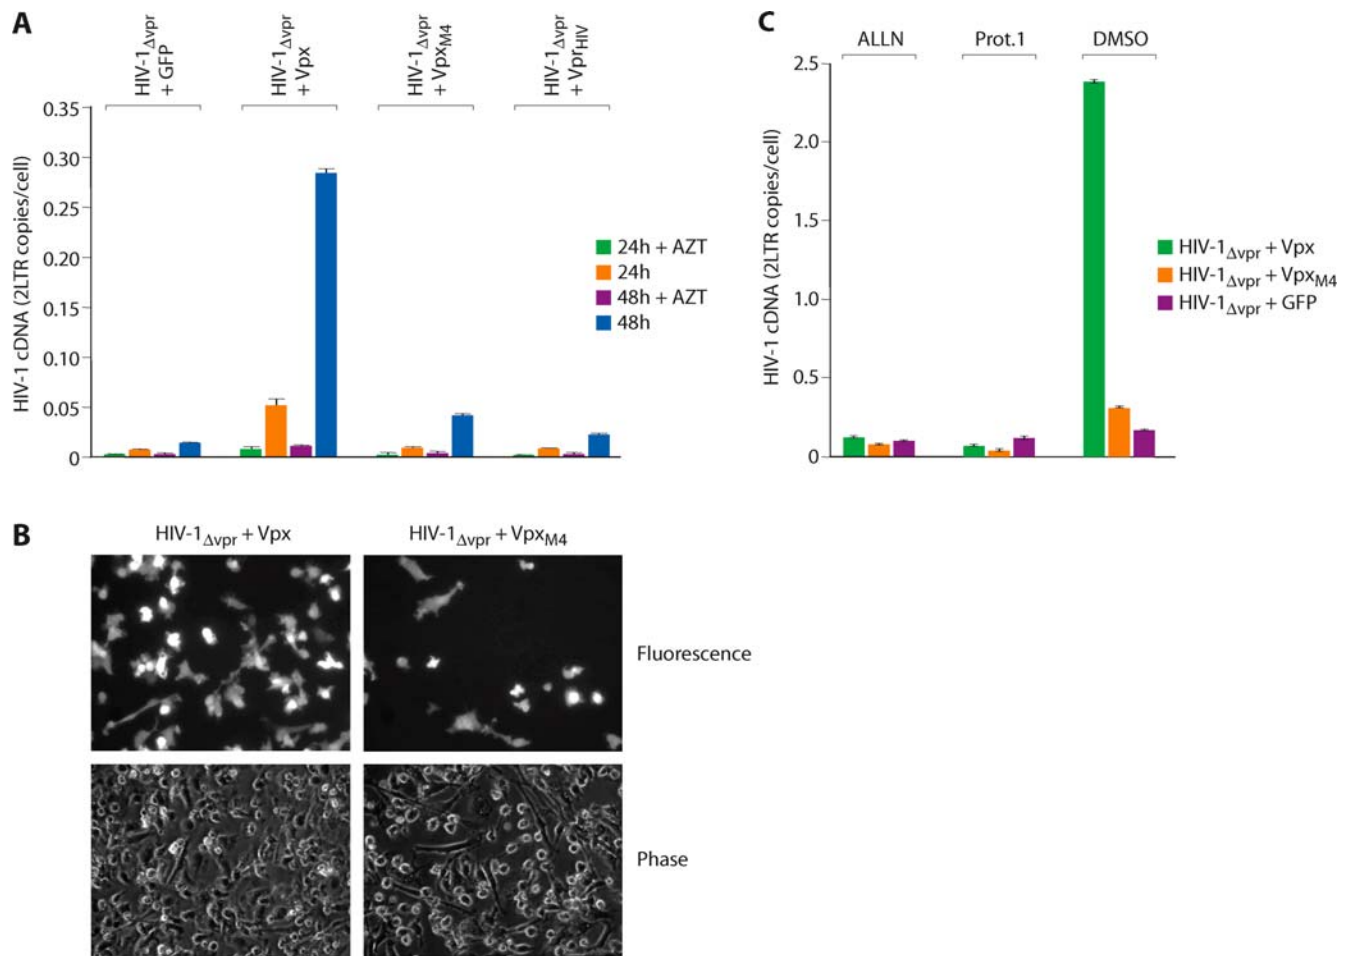 A
HIV-1Δvpr
+ GFP
HIV-1Δvpr
+ Vpx
HIV-1Δvpr
+ VpxM4
HIV-1Δvpr
+ VprHIV
HIV-1 cDNA (2LTR copies/cell)
0.35
0.30
0.25
0.20
0.15
0.10
0.05
0
24h + AZT
24h
48h + AZT
48h
C
ALLN
Prot.1
DMSO
HIV-1 cDNA (2LTR copies/cell)
2.5
2.0
1.5
1.0
0.5
0
HIV-1Δvpr + Vpx
HIV-1Δvpr + VpxM4
HIV-1Δvpr + GFP
B
HIV-1Δvpr + Vpx
HIV-1Δvpr + VpxM4
Fluorescence
Phase